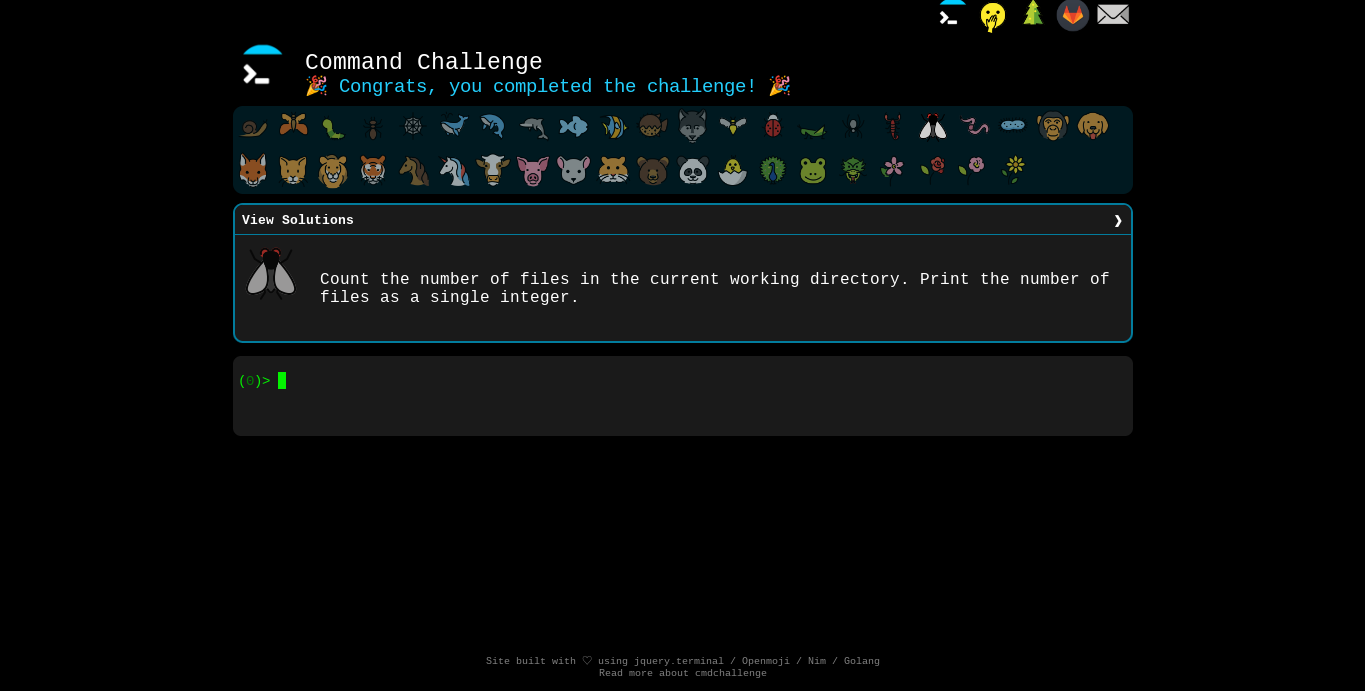 Command Challenge
🎉 Congrats, you completed the challenge! 🎉
View Solutions ❯
Count the number of files in the current working directory. Print the number of
files as a single integer.
(0)>
Site built with ♡ using jquery.terminal / Openmoji / Nim / Golang
Read more about cmdchallenge